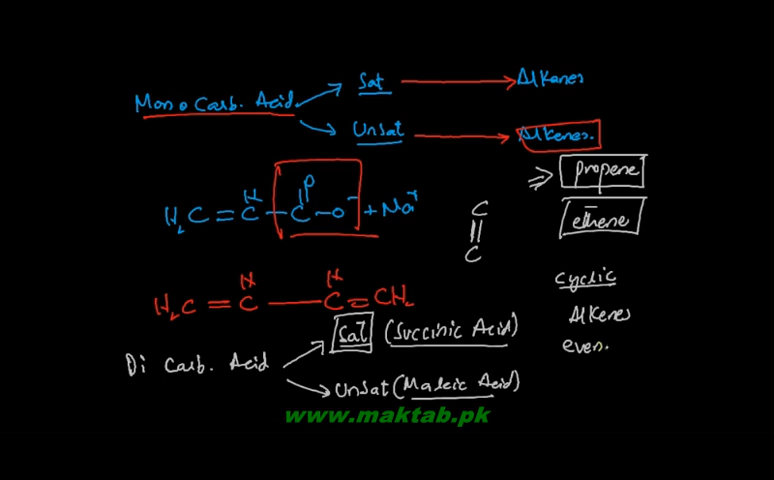 Sat Alkanes
Mono Carb. Acid
UnSat Alkenes.
⇒ propene
H O
H₂C = C - C - O⁻ + Na⁺
ethene
C
||
C
H H
H₂C = C — C = CH₂
cyclic
Alkenes
even.
Sat (Succinic Acid)
Di Carb. Acid
UnSat (Maleic Acid)
www.maktab.pk